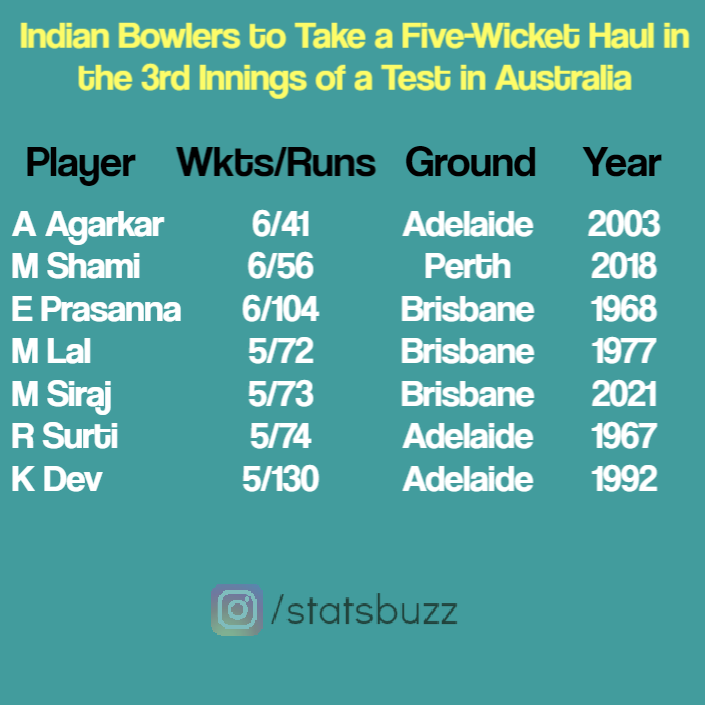 Indian Bowlers to Take a Five-Wicket Haul in
the 3rd Innings of a Test in Australia
Player Wkts/Runs Ground Year
A Agarkar 6/41 Adelaide 2003
M Shami 6/56 Perth 2018
E Prasanna 6/104 Brisbane 1968
M Lal 5/72 Brisbane 1977
M Siraj 5/73 Brisbane 2021
R Surti 5/74 Adelaide 1967
K Dev 5/130 Adelaide 1992
/statsbuzz